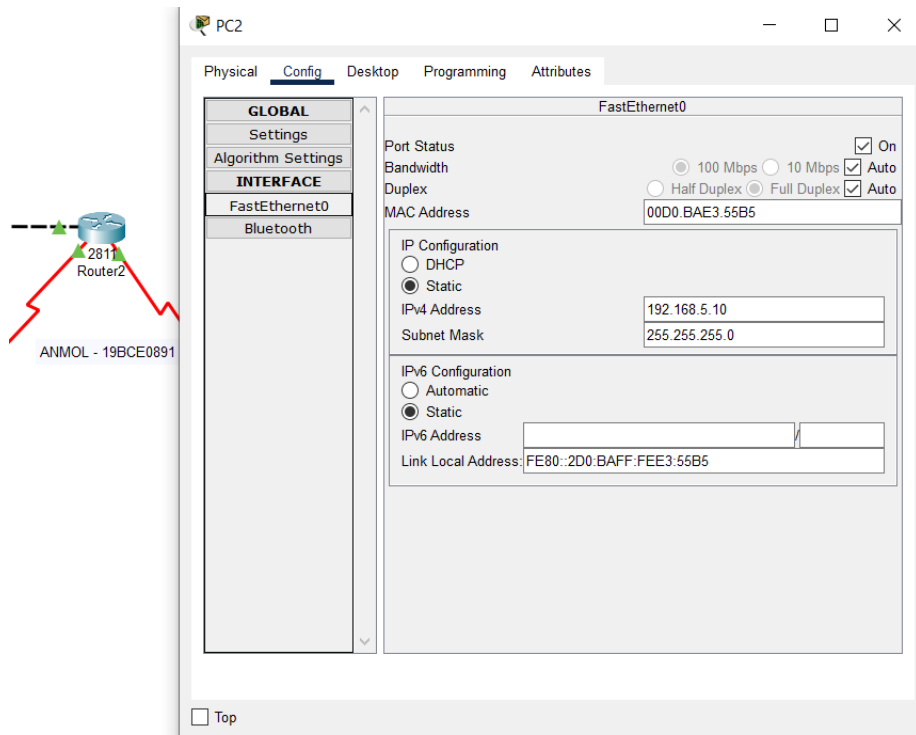 PC2
Physical Config Desktop Programming Attributes
GLOBAL
Settings
Algorithm Settings
INTERFACE
FastEthernet0
Bluetooth
FastEthernet0
Port Status On
Bandwidth 100 Mbps 10 Mbps Auto
Duplex Half Duplex Full Duplex Auto
MAC Address 00D0.BAE3.55B5
IP Configuration
DHCP
Static
IPv4 Address 192.168.5.10
Subnet Mask 255.255.255.0
IPv6 Configuration
Automatic
Static
IPv6 Address /
Link Local Address: FE80::2D0:BAFF:FEE3:55B5
Top
2811
Router2
ANMOL - 19BCE0891